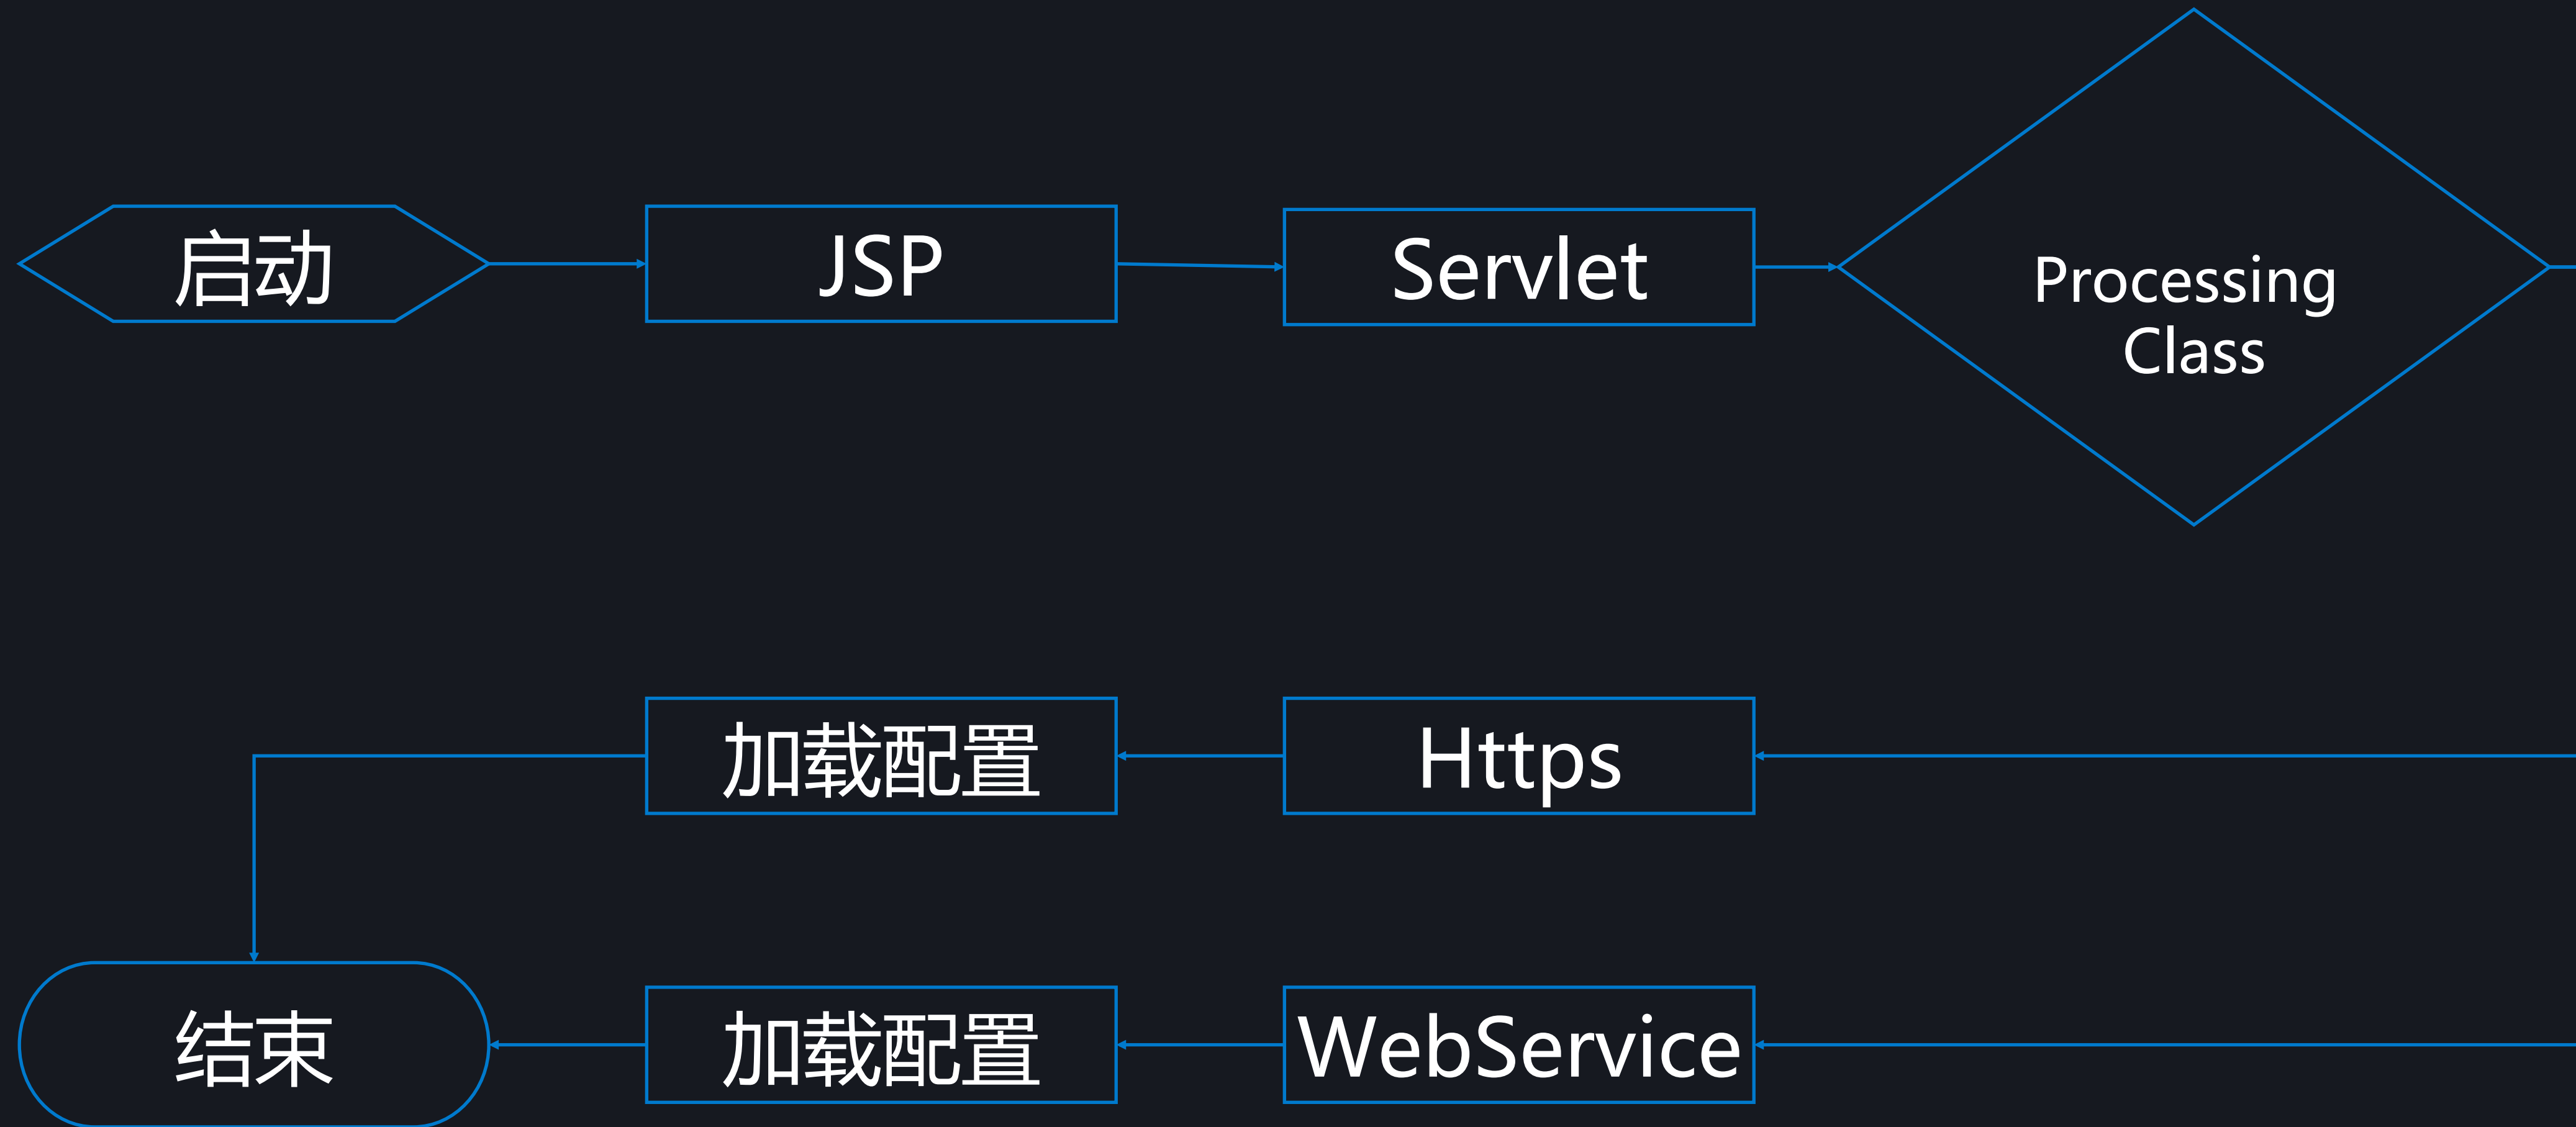 启动
JSP
Servlet
Processing
Class
加载配置
Https
结束
加载配置
WebService